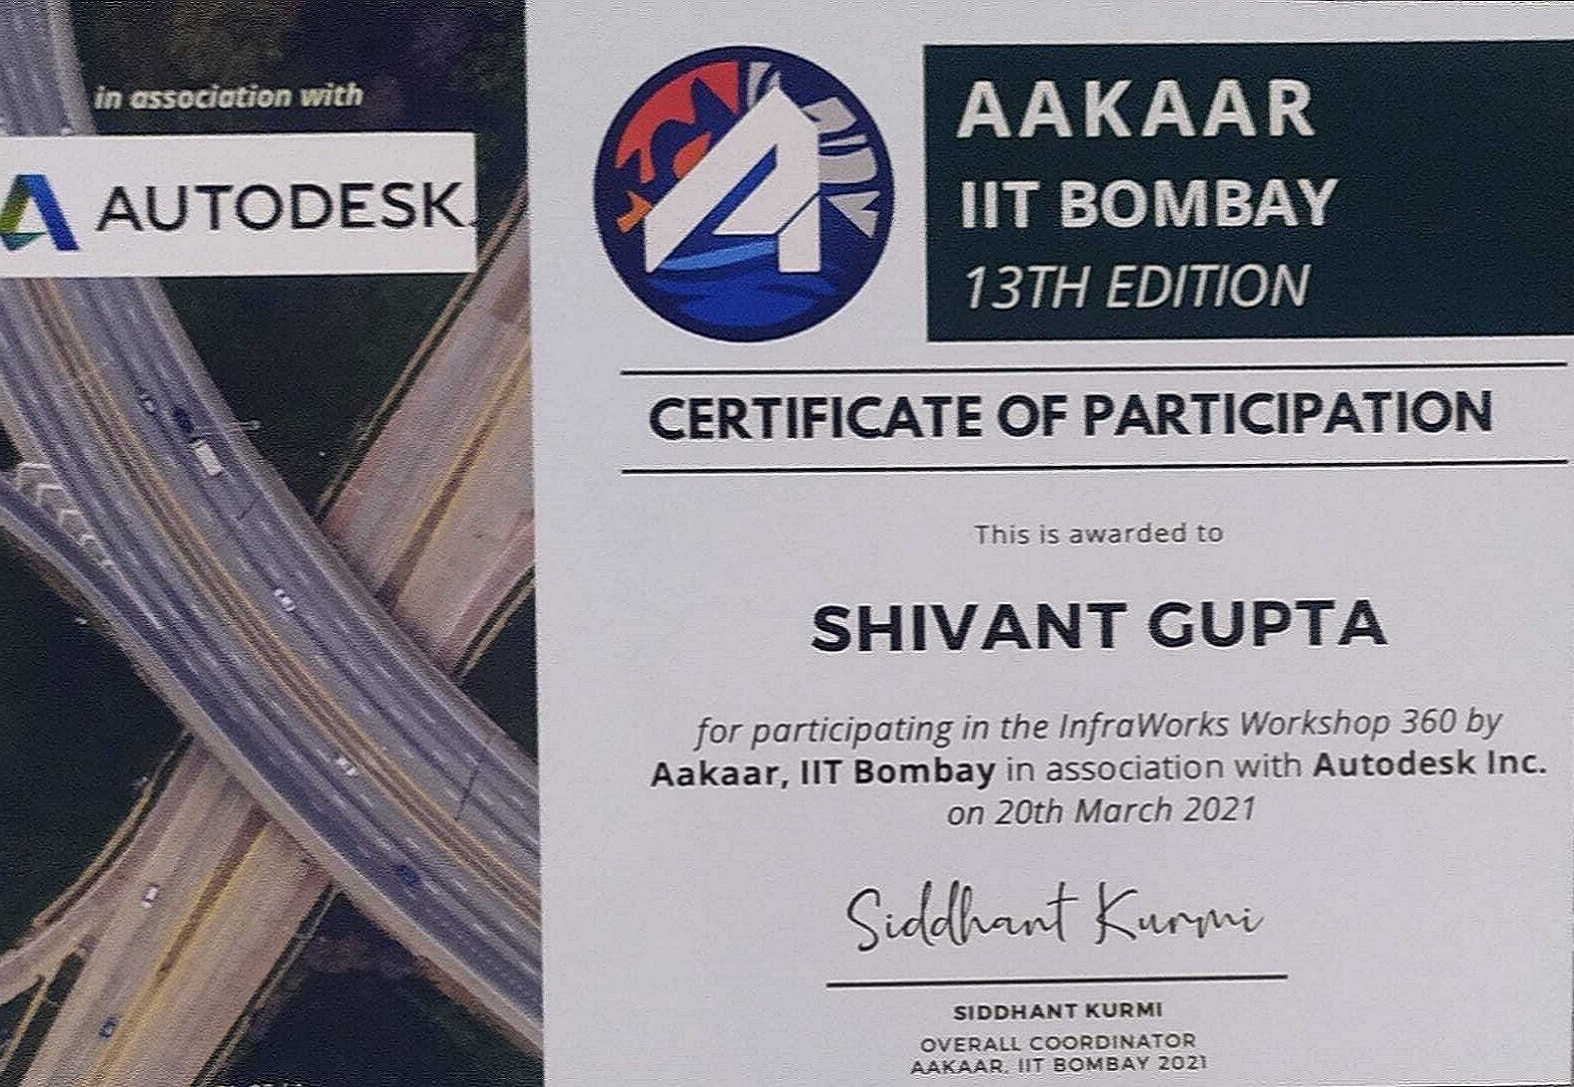 in association with
AUTODESK.
AAKAAR
IIT BOMBAY
13TH EDITION
CERTIFICATE OF PARTICIPATION
This is awarded to
SHIVANT GUPTA
for participating in the InfraWorks Workshop 360 by
Aakaar, IIT Bombay in association with Autodesk Inc.
on 20th March 2021
Siddhant Kurmi
SIDDHANT KURMI
OVERALL COORDINATOR
AAKAAR, IIT BOMBAY 2021